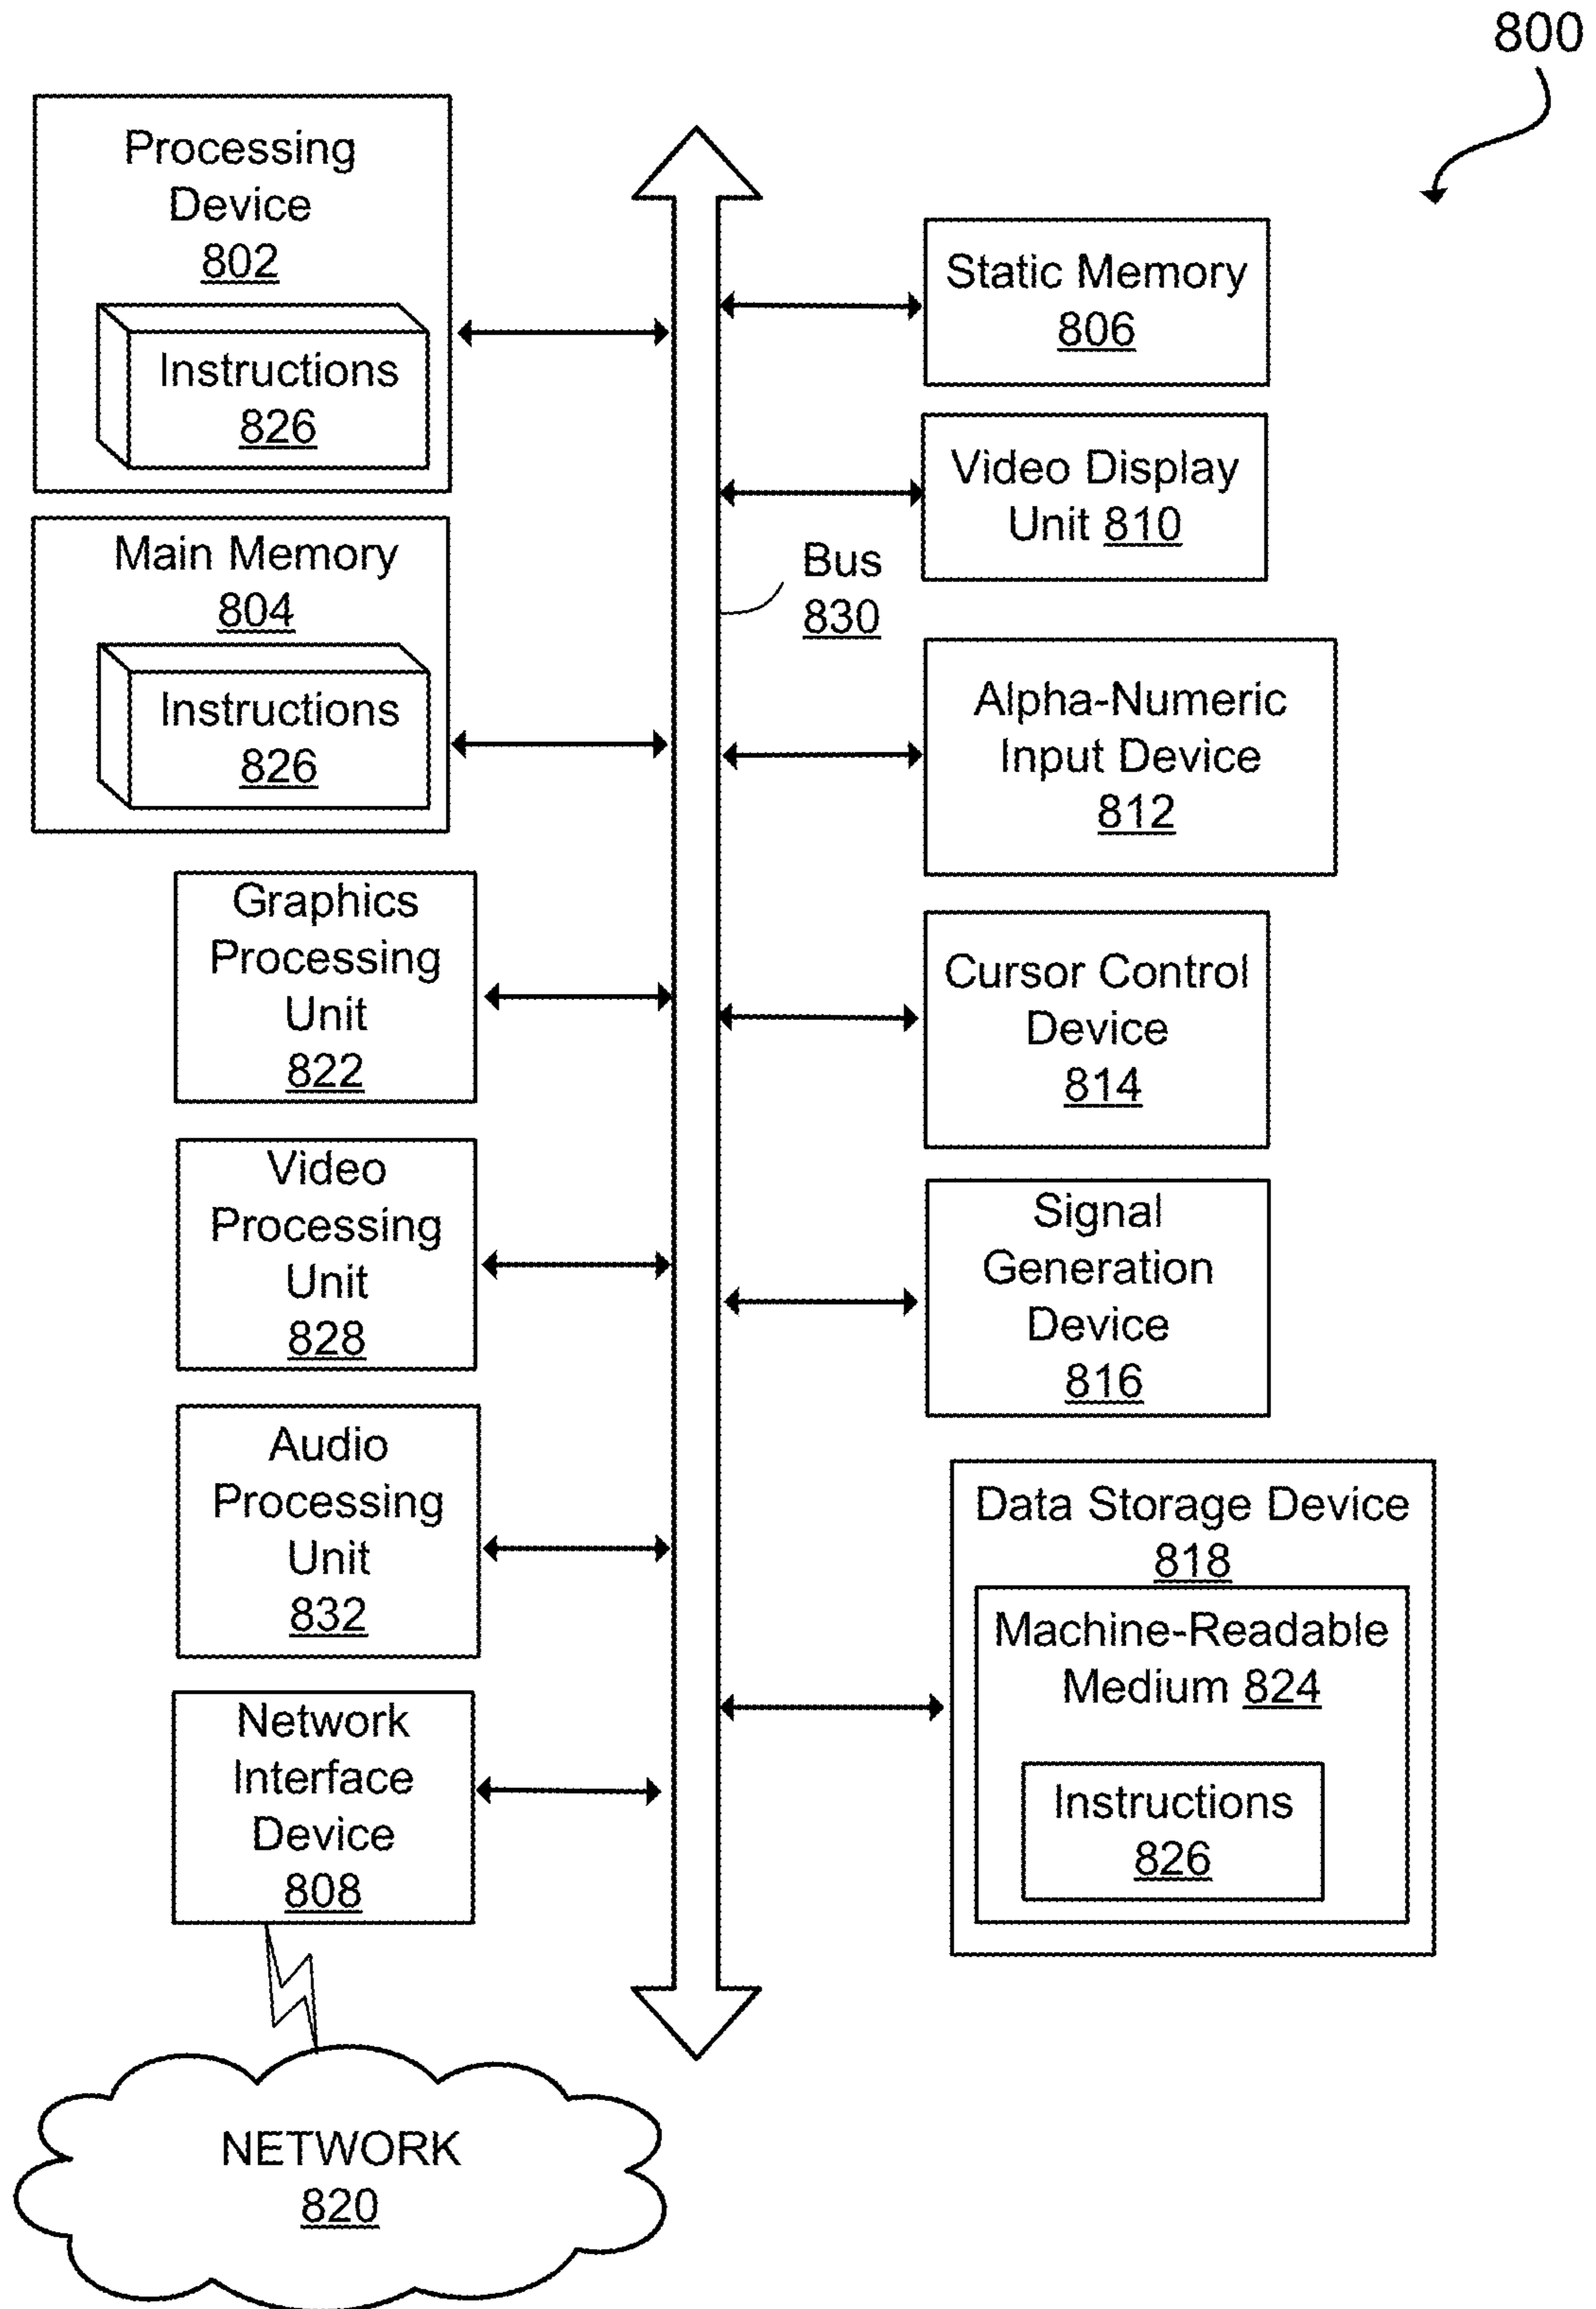 800
Processing
Device
802
Instructions
826
Main Memory
804
Instructions
826
Graphics
Processing
Unit
822
Video
Processing
Unit
828
Audio
Processing
Unit
832
Network
Interface
Device
808
NETWORK
820
Bus
830
Static Memory
806
Video Display
Unit 810
Alpha-Numeric
Input Device
812
Cursor Control
Device
814
Signal
Generation
Device
816
Data Storage Device
818
Machine-Readable
Medium 824
Instructions
826